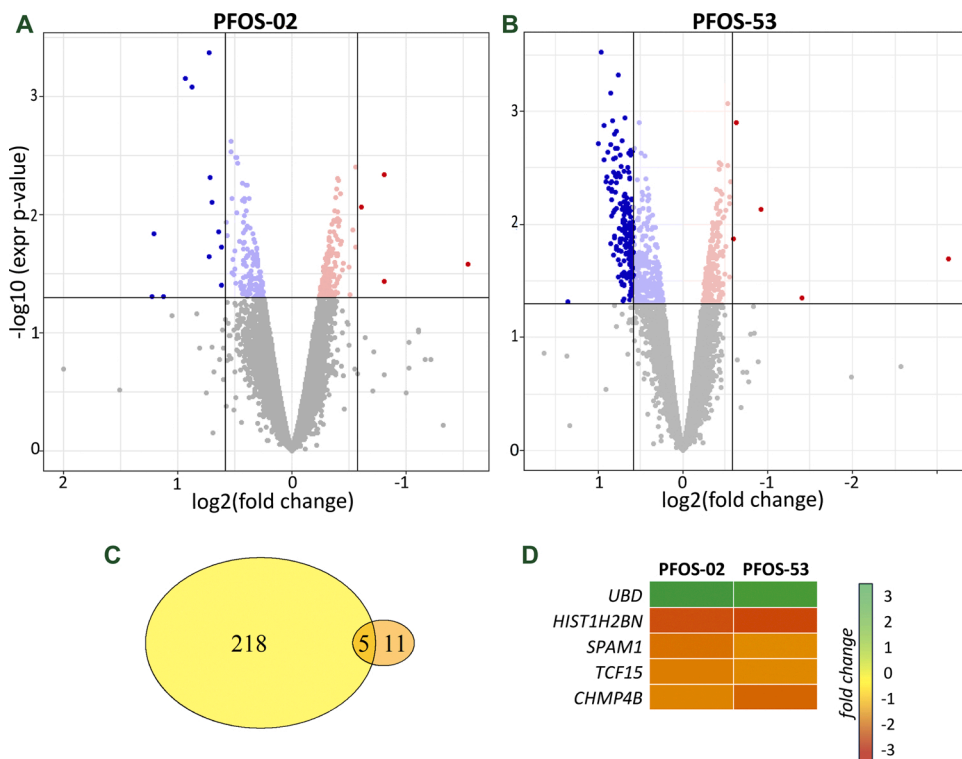 A
PFOS-02
-log10 (expr p-value)
3
2
1
0
2
1
0
-1
log2(fold change)
B
PFOS-53
3
2
1
0
1
0
-1
-2
log2(fold change)
C
218
5
11
D
PFOS-02 PFOS-53
UBD
HIST1H2BN
SPAM1
TCF15
CHMP4B
fold change
3
2
1
0
-1
-2
-3